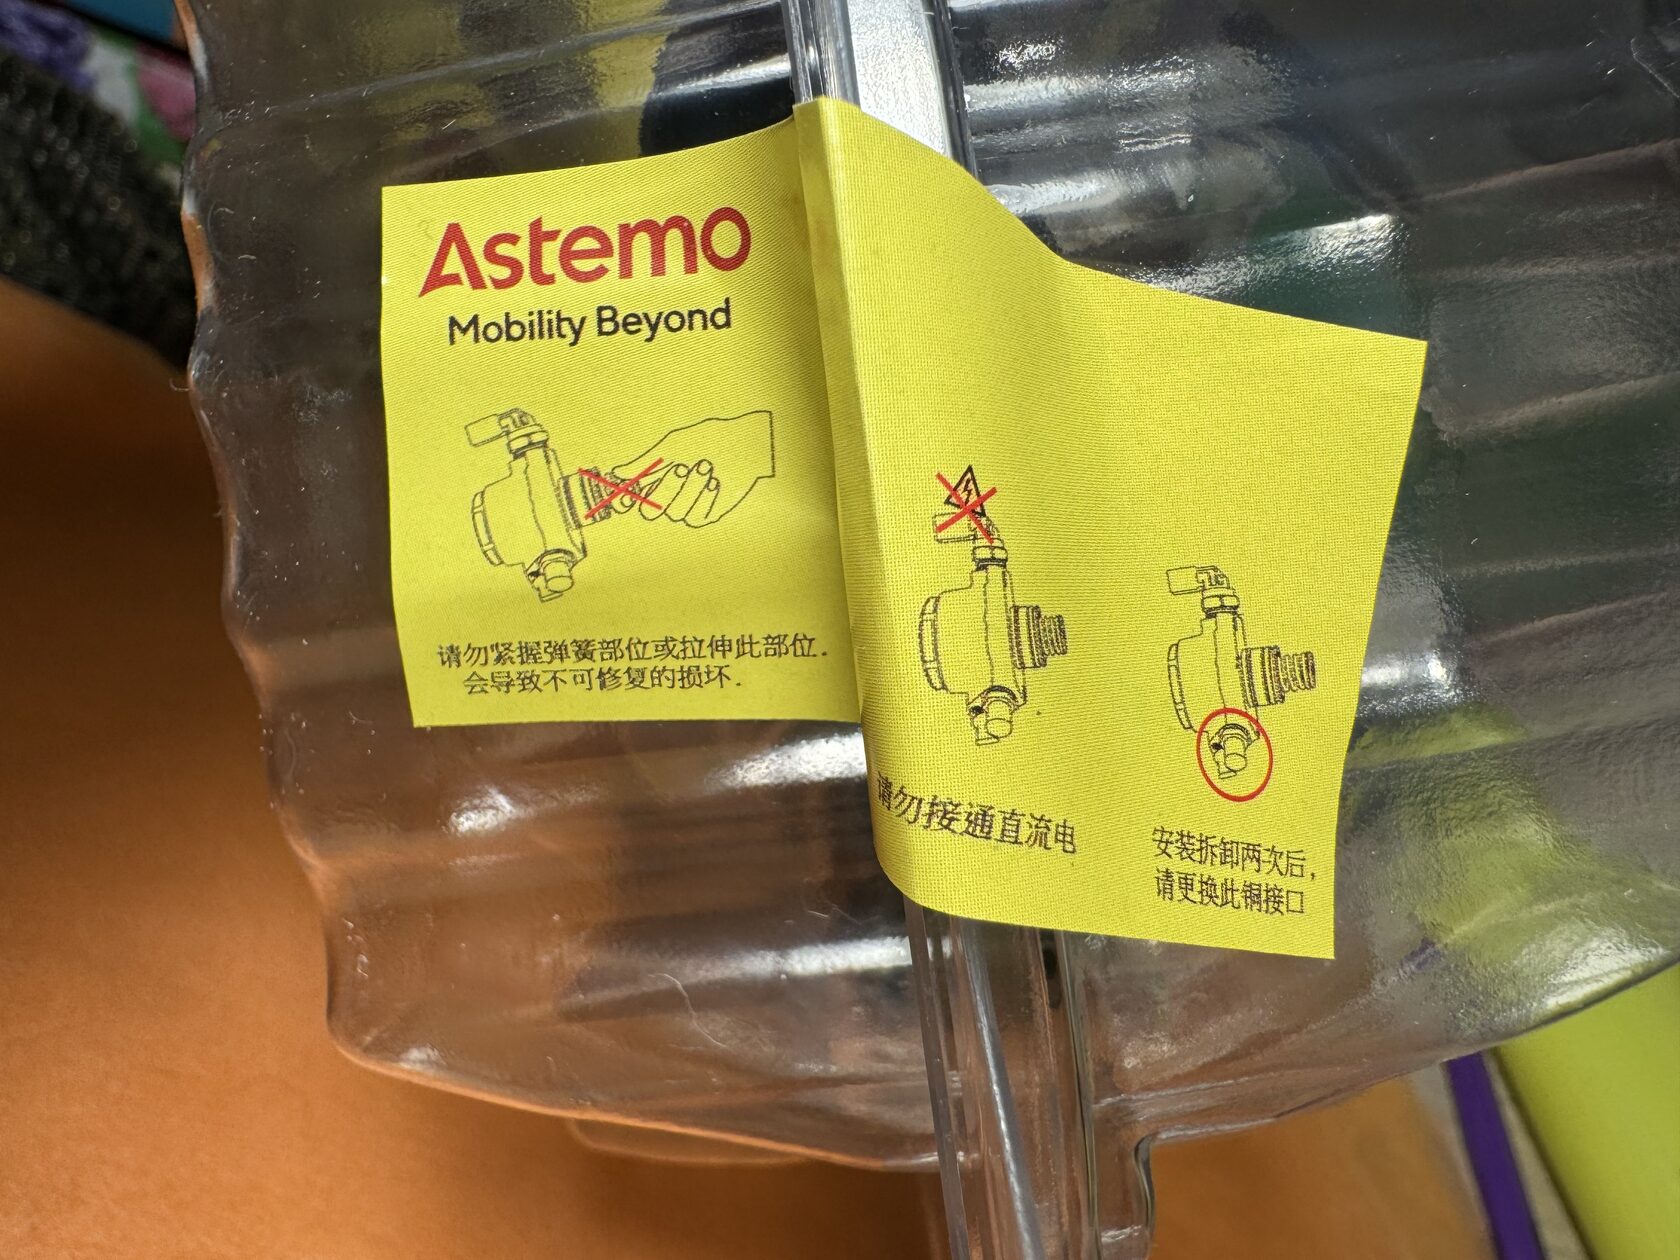 Astemo
Mobility Beyond
请勿紧握弹簧部位或拉伸此部位.
会导致不可修复的损坏.
请勿接通直流电
安装拆卸两次后,
请更换此铜接口